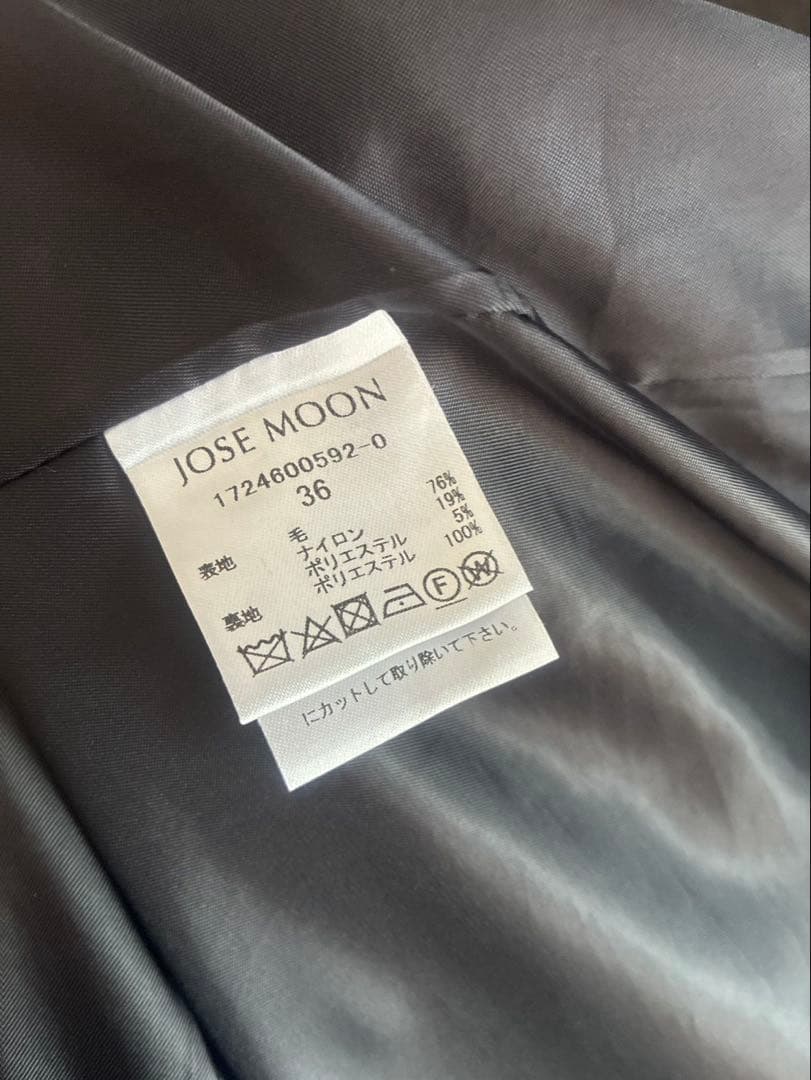 JOSE MOON
1724600592-0
36
表地 毛 76%
ナイロン 19%
ポリエステル 5%
裏地 ポリエステル 100%
F W
にカットして取り除いて下さい。